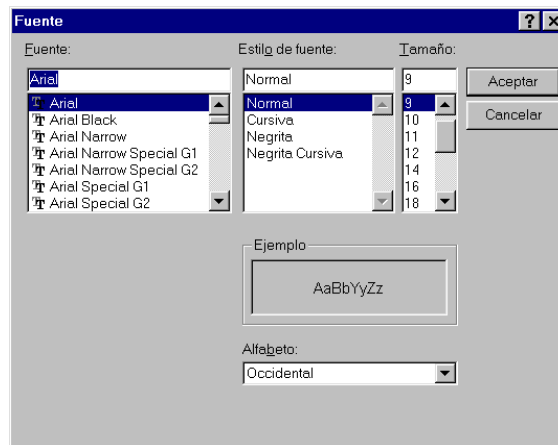 Fuente
Fuente:
Arial
Arial
Arial Black
Arial Narrow
Arial Narrow Special G1
Arial Narrow Special G2
Arial Special G1
Arial Special G2
Estilo de fuente:
Normal
Normal
Cursiva
Negrita
Negrita Cursiva
Tamaño:
9
9
10
11
12
14
16
18
Aceptar
Cancelar
Ejemplo
AaBbYyZz
Alfabeto:
Occidental